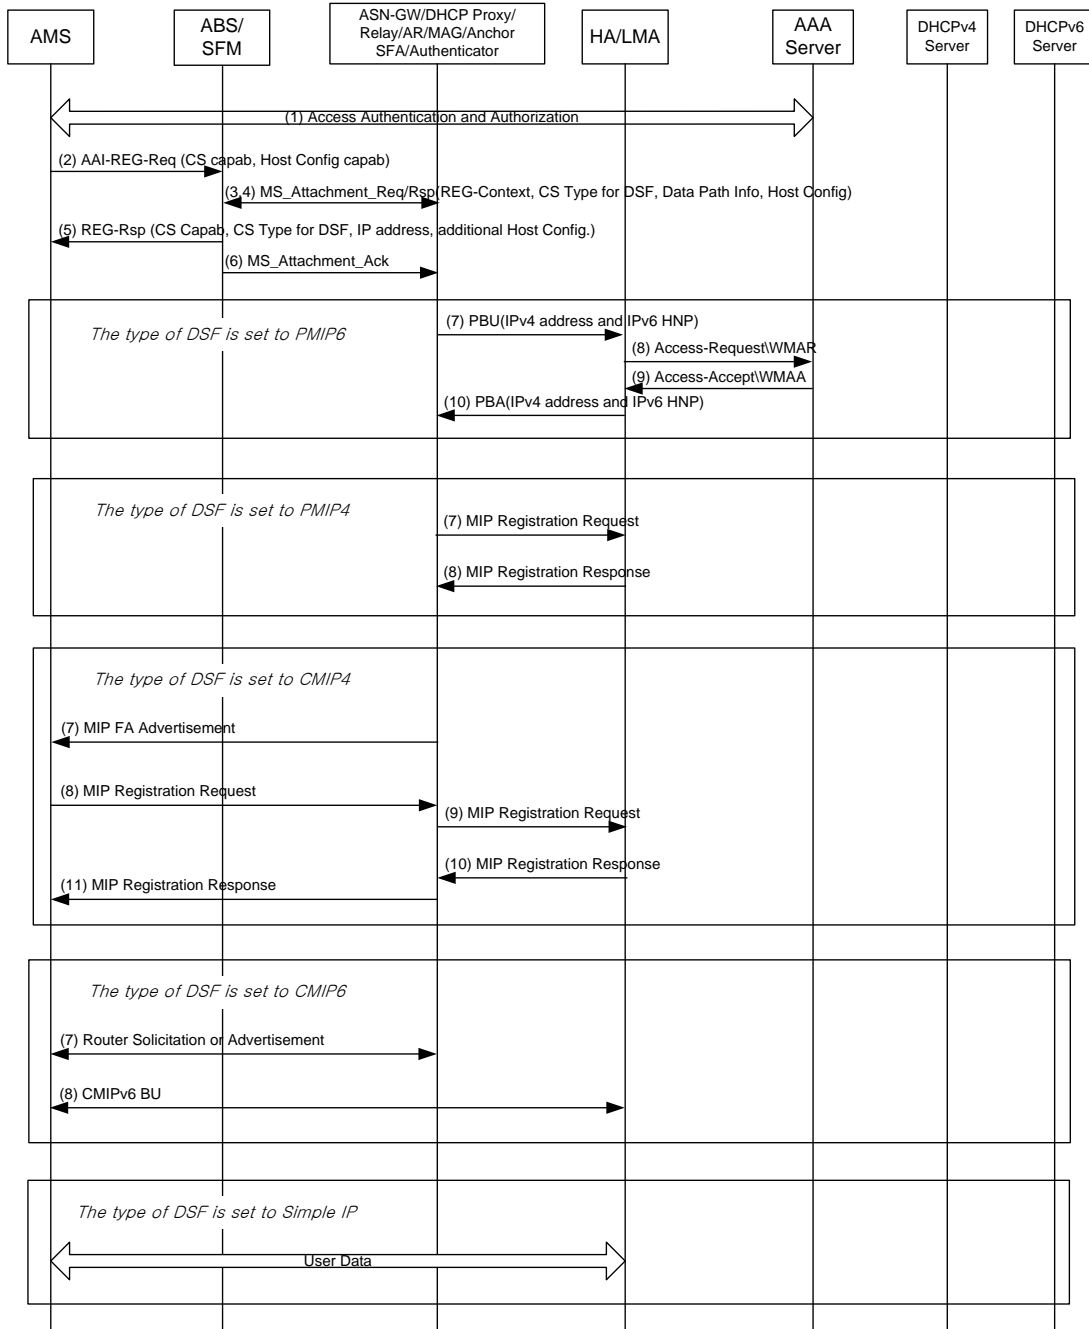 AMS
ABS/
SFM
ASN-GW/DHCP Proxy/
Relay/AR/MAG/Anchor
SFA/Authenticator
HA/LMA
AAA
Server
DHCPv4
Server
DHCPv6
Server
(1) Access Authentication and Authorization
(2) AAI-REG-Req (CS capab, Host Config capab)
(3,4) MS_Attachment_Req/Rsp(REG-Context, CS Type for DSF, Data Path Info, Host Config)
(5) REG-Rsp (CS Capab, CS Type for DSF, IP address, additional Host Config.)
(6) MS_Attachment_Ack
The type of DSF is set to PMIP6
(7) PBU(IPv4 address and IPv6 HNP)
(8) Access-Request\WMAR
(9) Access-Accept\WMAA
(10) PBA(IPv4 address and IPv6 HNP)
The type of DSF is set to PMIP4
(7) MIP Registration Request
(8) MIP Registration Response
The type of DSF is set to CMIP4
(7) MIP FA Advertisement
(8) MIP Registration Request
(9) MIP Registration Request
(10) MIP Registration Response
(11) MIP Registration Response
The type of DSF is set to CMIP6
(7) Router Solicitation or Advertisement
(8) CMIPv6 BU
The type of DSF is set to Simple IP
User Data